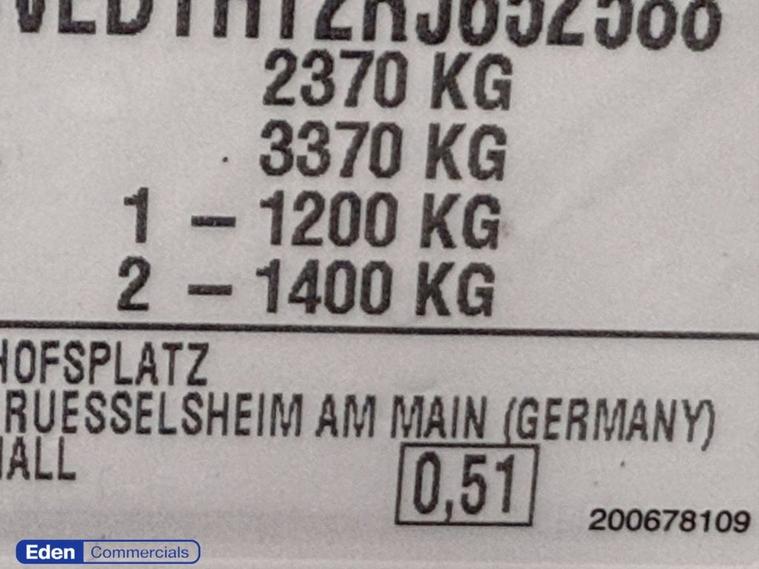 2370 KG
3370 KG
1 - 1200 KG
2 - 1400 KG
HOFSPLATZ
RUESSELSHEIM AM MAIN (GERMANY)
HALL
0,51
200678109
Eden Commercials